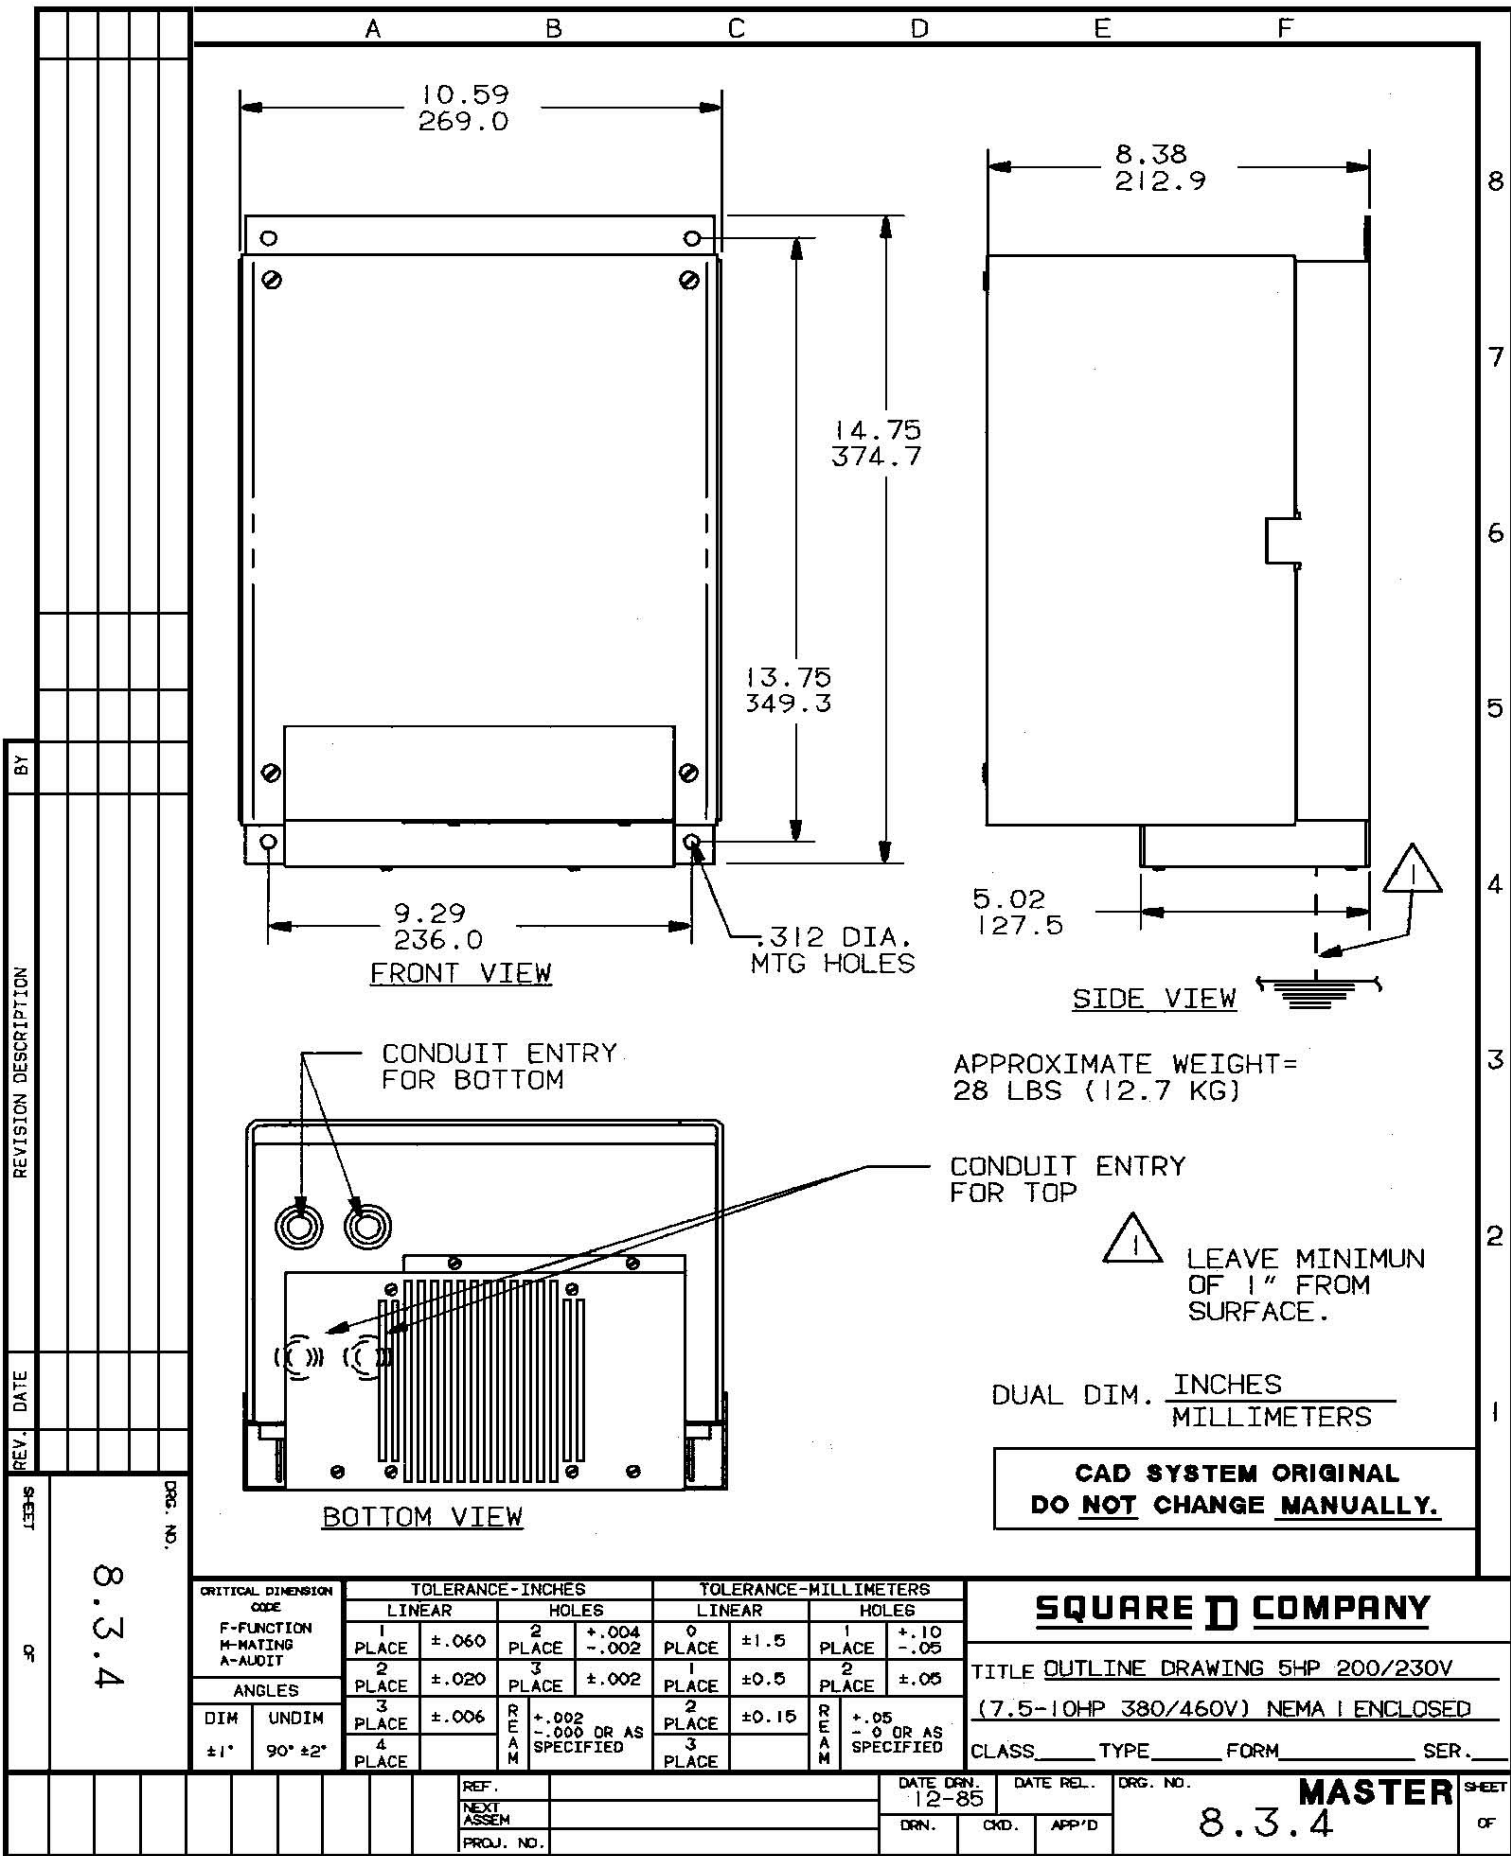 A B C D E F
10.59
269.0
8.38
212.9
8
7
14.75
374.7
6
13.75
349.3
5
BY
4
9.29
236.0
.312 DIA.
MTG HOLES
FRONT VIEW
5.02
127.5
1
SIDE VIEW
REVISION DESCRIPTION
CONDUIT ENTRY
FOR BOTTOM
APPROXIMATE WEIGHT=
28 LBS (12.7 KG)
3
CONDUIT ENTRY
FOR TOP
2
1
LEAVE MINIMUN
OF 1" FROM
SURFACE.
DATE
REV.
DUAL DIM. INCHES
MILLIMETERS
1
BOTTOM VIEW
CAD SYSTEM ORIGINAL
DO NOT CHANGE MANUALLY.
DRG. NO.
8.3.4
SHEET
OF
CRITICAL DIMENSION
CODE
F-FUNCTION
M-MATING
A-AUDIT
ANGLES
DIM UNDIM
±1° 90° ±2°
TOLERANCE-INCHES
LINEAR HOLES
1 PLACE ±.060
2 PLACE +.004 -.002
2 PLACE ±.020
3 PLACE ±.002
3 PLACE ±.006
REAM +.002 -.000 OR AS SPECIFIED
4 PLACE
TOLERANCE-MILLIMETERS
LINEAR HOLES
0 PLACE ±1.5
1 PLACE +.10 -.05
1 PLACE ±0.5
2 PLACE ±.05
2 PLACE ±0.15
REAM +.05 -0 OR AS SPECIFIED
3 PLACE
SQUARE D COMPANY
TITLE OUTLINE DRAWING 5HP 200/230V
(7.5-10HP 380/460V) NEMA 1 ENCLOSED
CLASS TYPE FORM SER.
REF.
NEXT
ASSEM
PROJ. NO.
DATE DRN.
12-85
DATE REL.
DRN. CKD. APP'D
DRG. NO.
MASTER
8.3.4
SHEET
OF